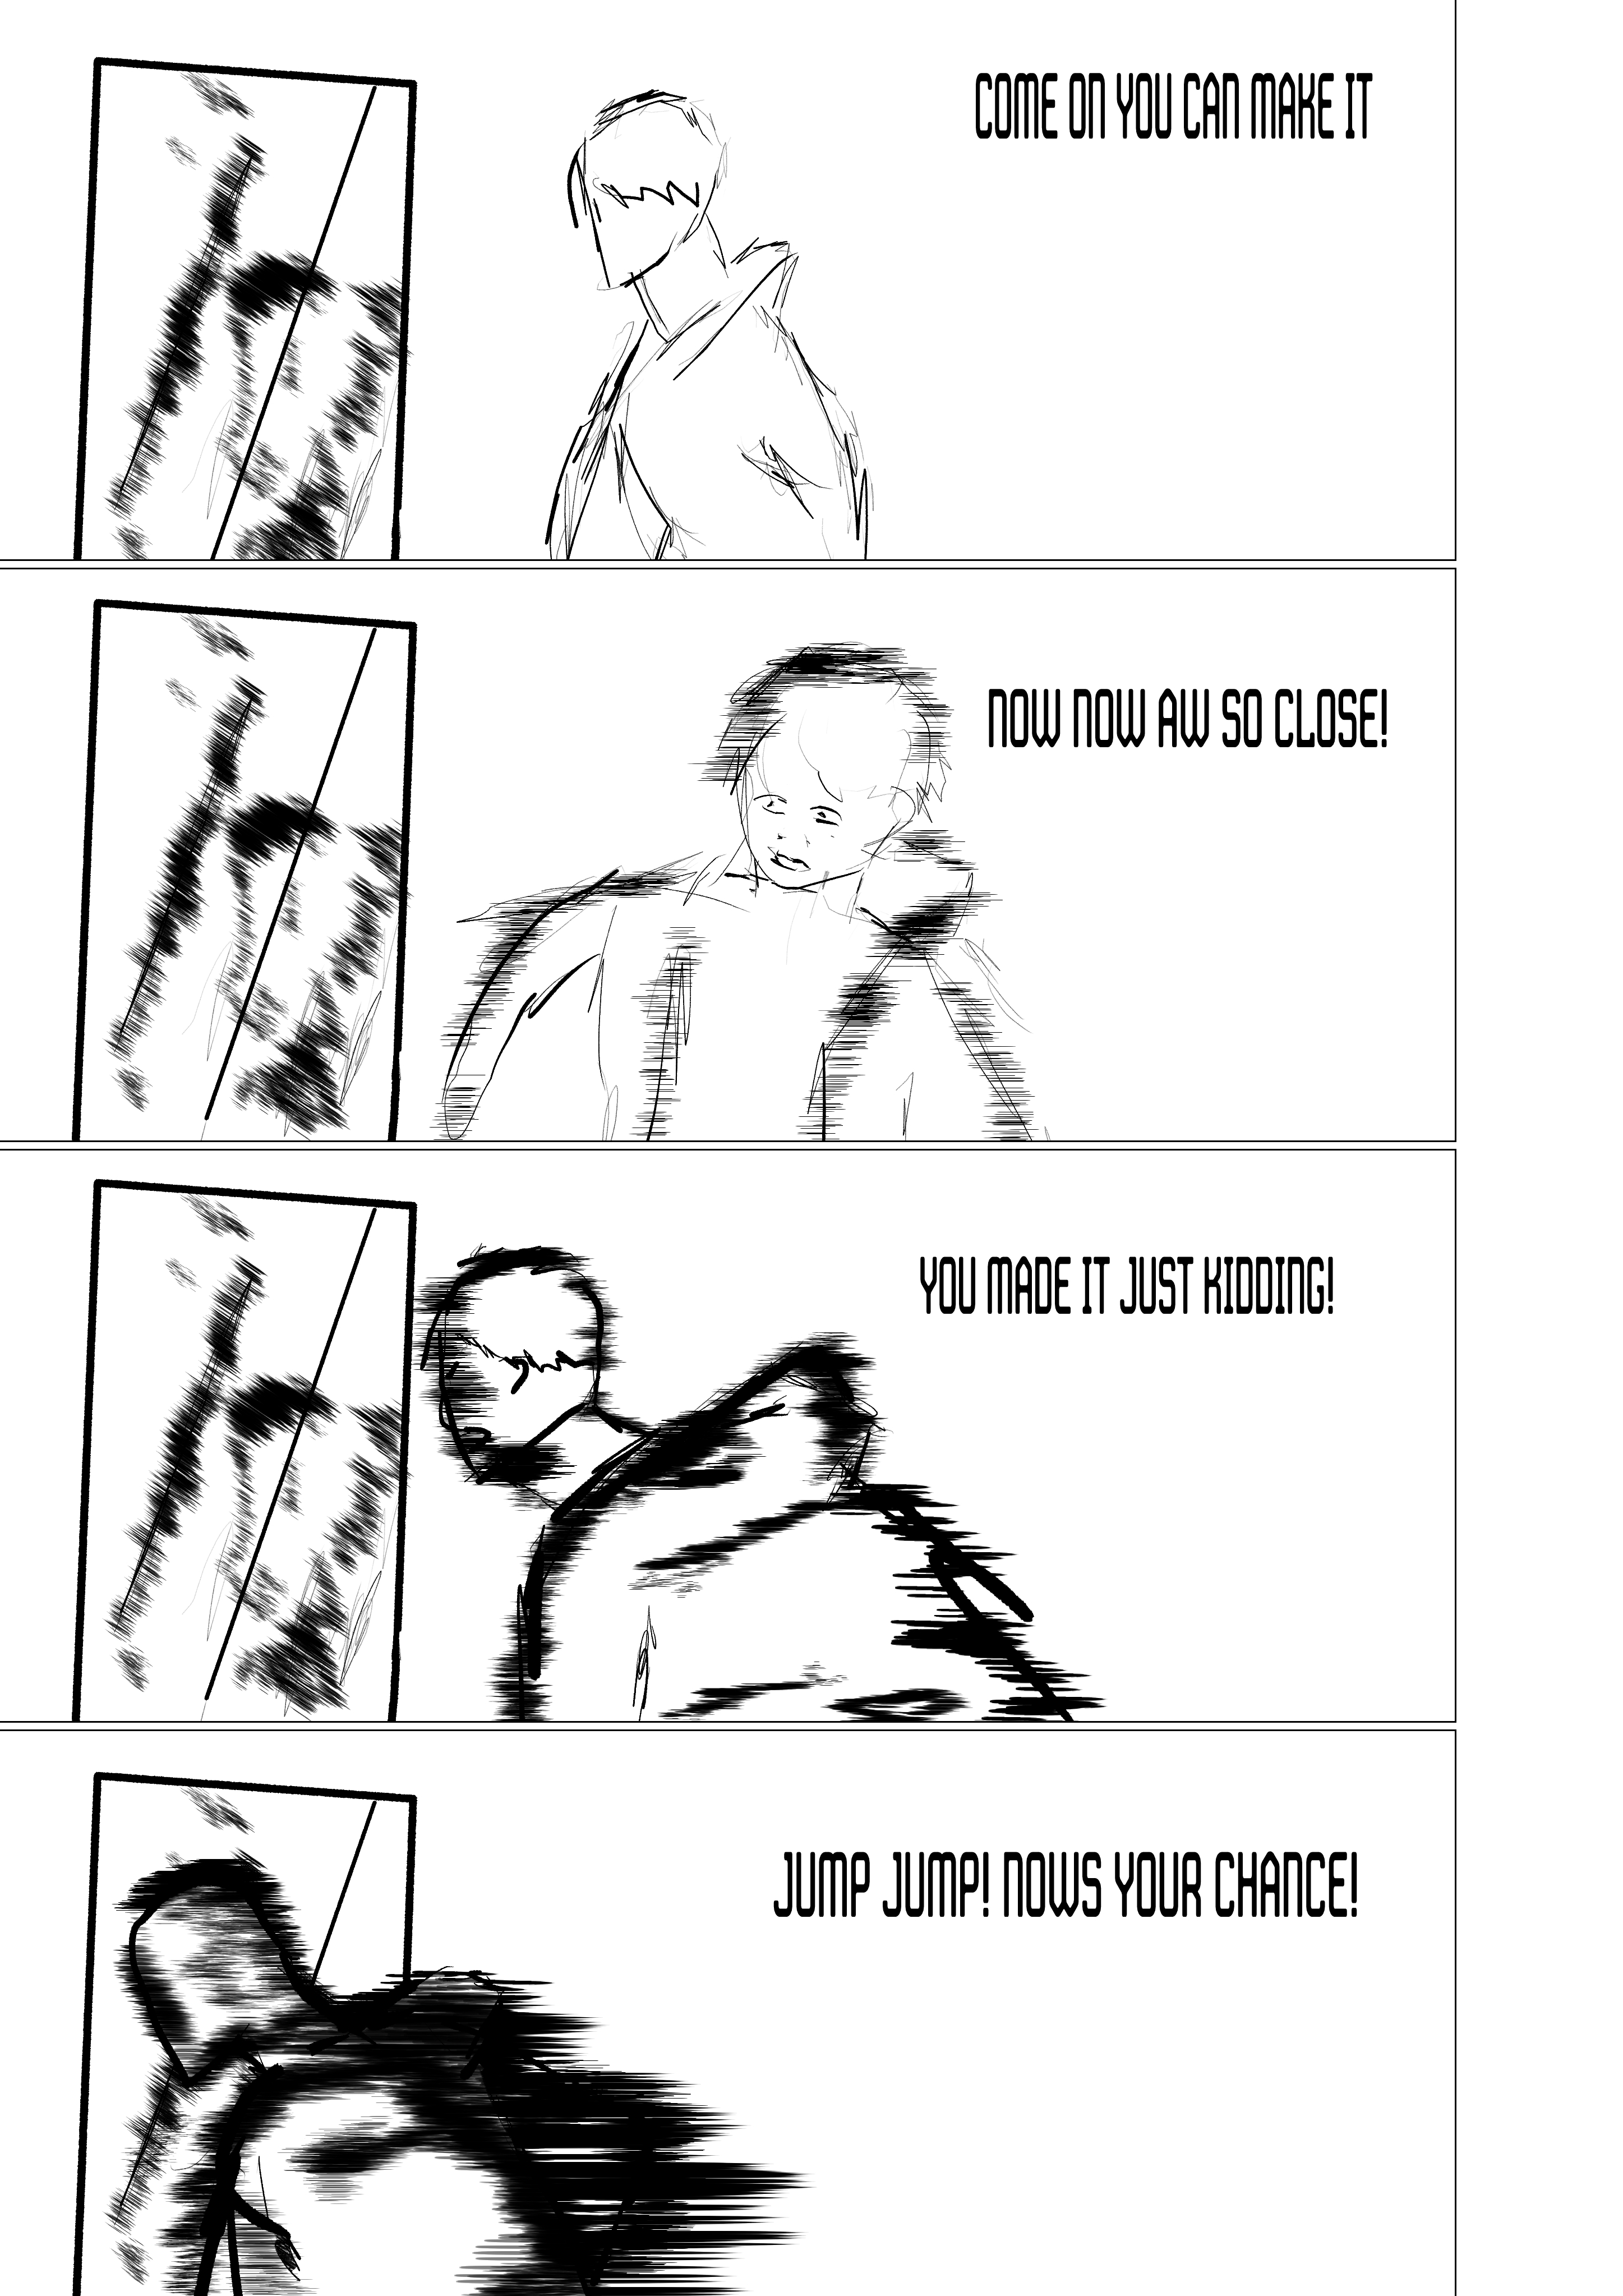 COME ON YOU CAN MAKE IT
NOW NOW AW SO CLOSE!
YOU MADE IT JUST KIDDING!
JUMP JUMP! NOWS YOUR CHANCE!